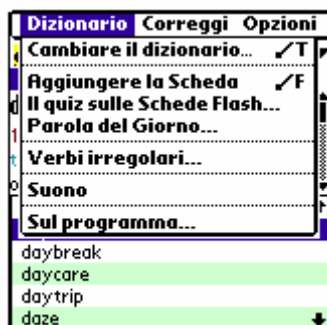 Dizionario Correggi Opzioni
Cambiare il dizionario... /T
Aggiungere la Scheda /F
Il quiz sulle Schede Flash...
Parola del Giorno...
Verbi irregolari...
Suono
Sul programma...
daybreak
daycare
daytrip
daze